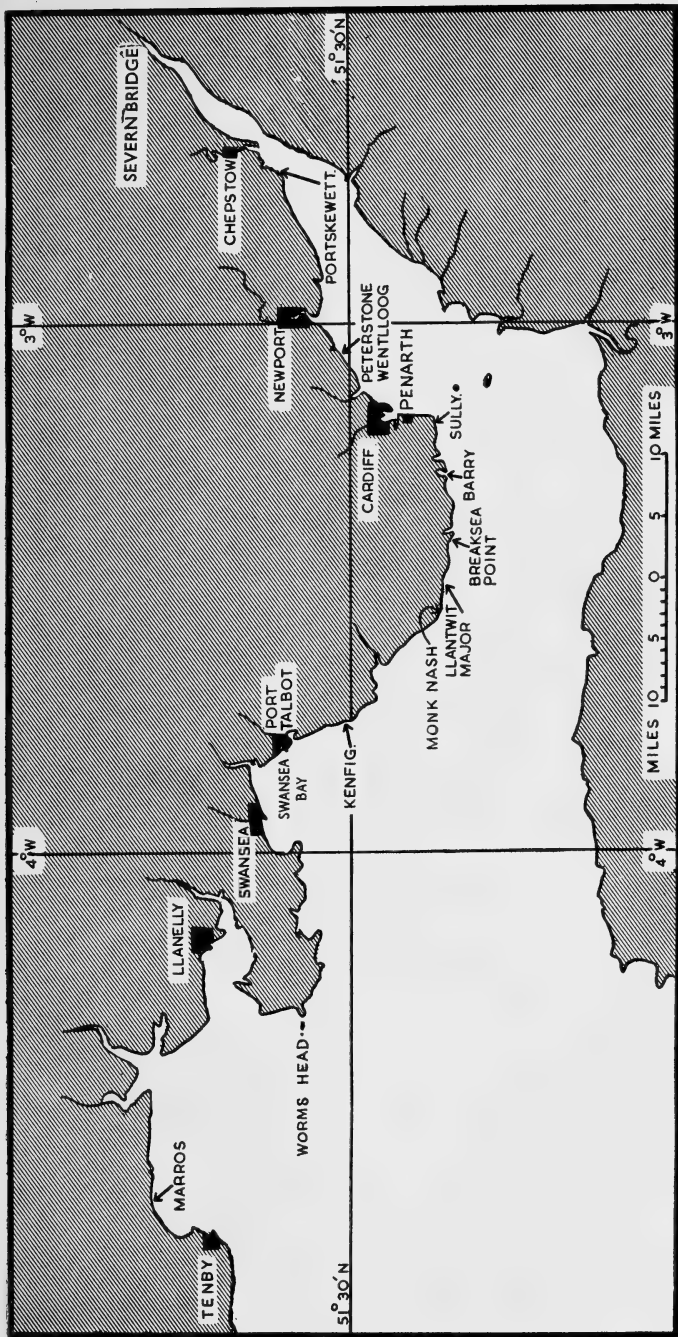 3°W
4°W
SEVERN BRIDGE
CHEPSTOW
PORTSKEWETT.
NEWPORT
PETERSTONE
WENTLLOOG
PENARTH
CARDIFF
SULLY.
BARRY
BREAKSEA
POINT
LLANTWIT
MAJOR
MONK NASH
KENFIG.
PORT
TALBOT
SWANSEA
BAY
SWANSEA
LLANELLY
WORMS HEAD
MARROS
TENBY
51°30'N
51°30'N
MILES 10 5 0 5 10 MILES
4°W
3°W